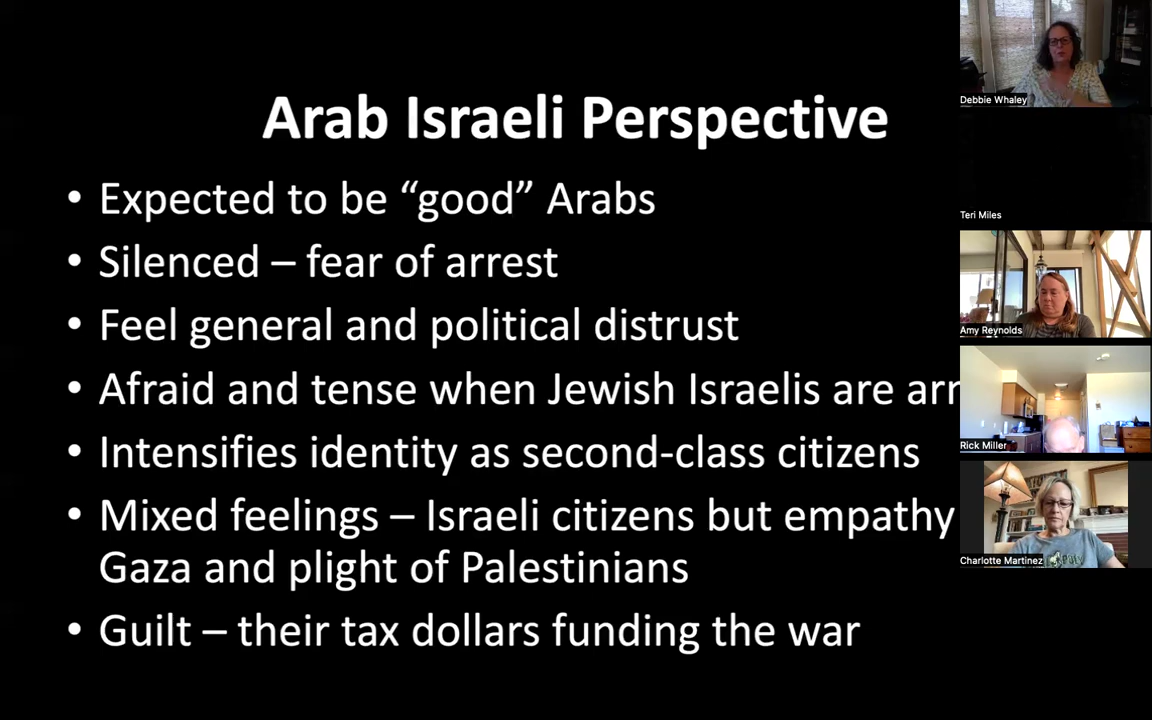 Arab Israeli Perspective
• Expected to be “good” Arabs
• Silenced – fear of arrest
• Feel general and political distrust
• Afraid and tense when Jewish Israelis are
• Intensifies identity as second-class citizens
• Mixed feelings – Israeli citizens but empathy
Gaza and plight of Palestinians
• Guilt – their tax dollars funding the war
Debbie Whaley
Teri Miles
Amy Reynolds
Rick Miller
Charlotte Martinez